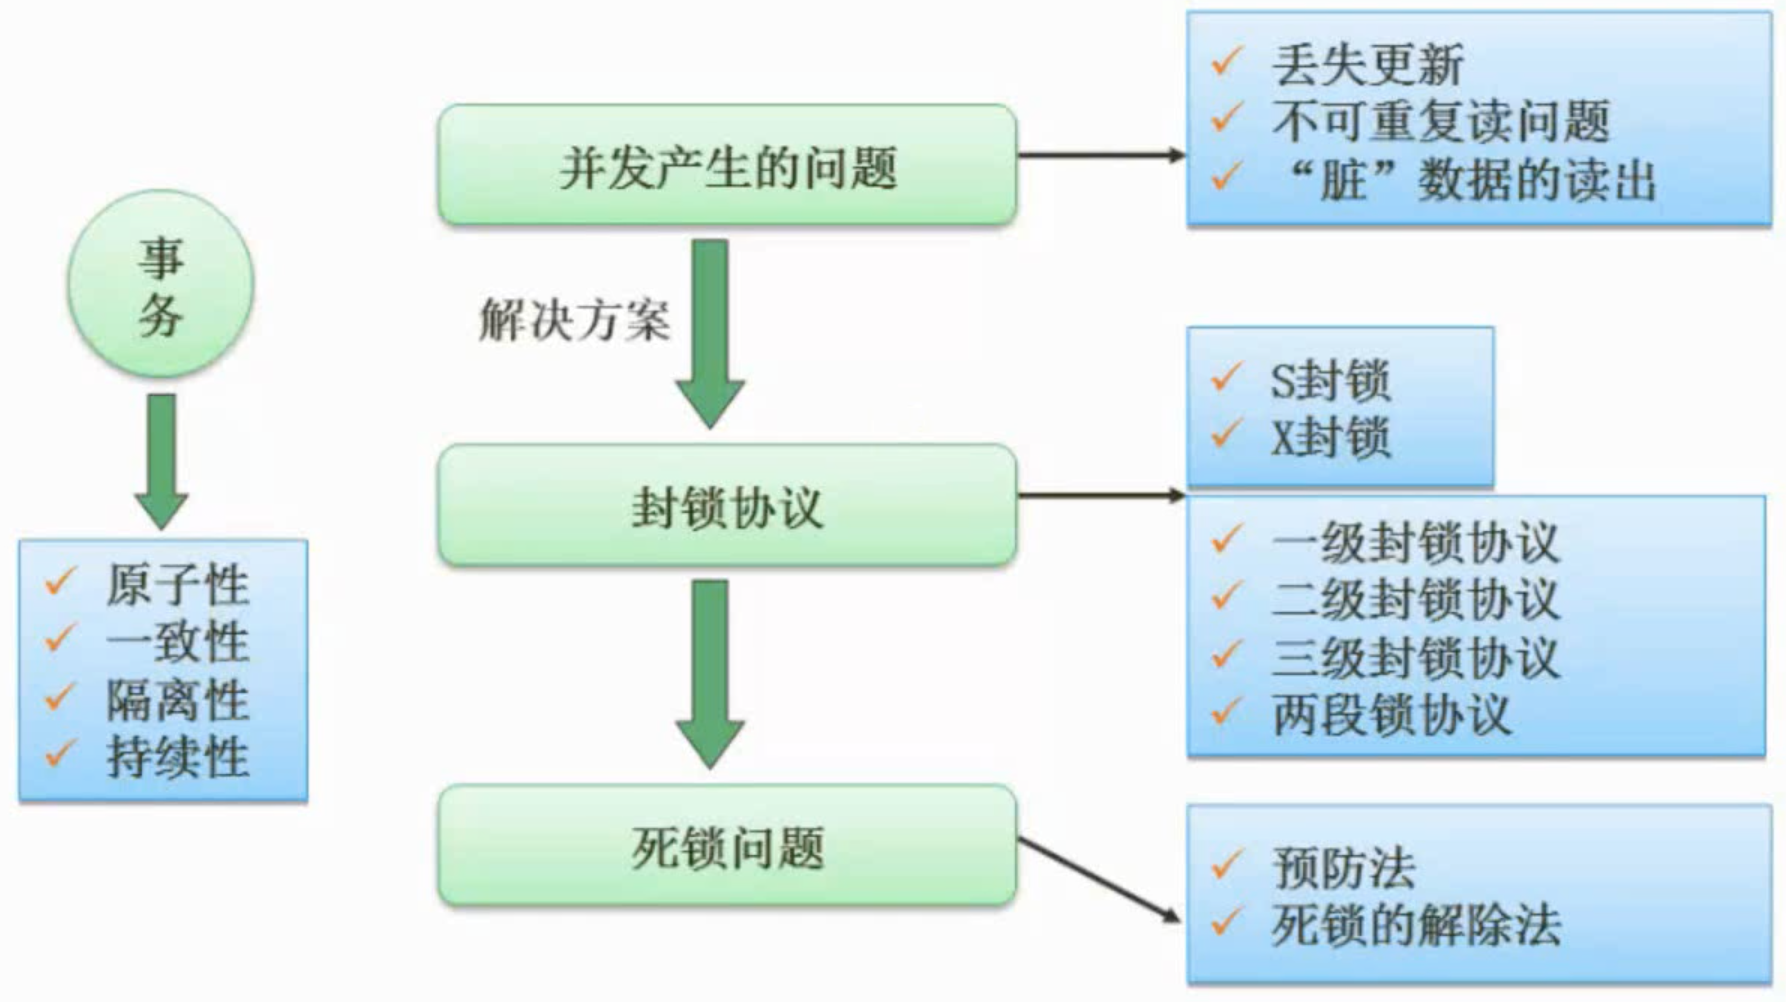 事
务
原子性
一致性
隔离性
持续性
并发产生的问题
丢失更新
不可重复读问题
“脏”数据的读出
解决方案
封锁协议
S封锁
X封锁
一级封锁协议
二级封锁协议
三级封锁协议
两段锁协议
死锁问题
预防法
死锁的解除法